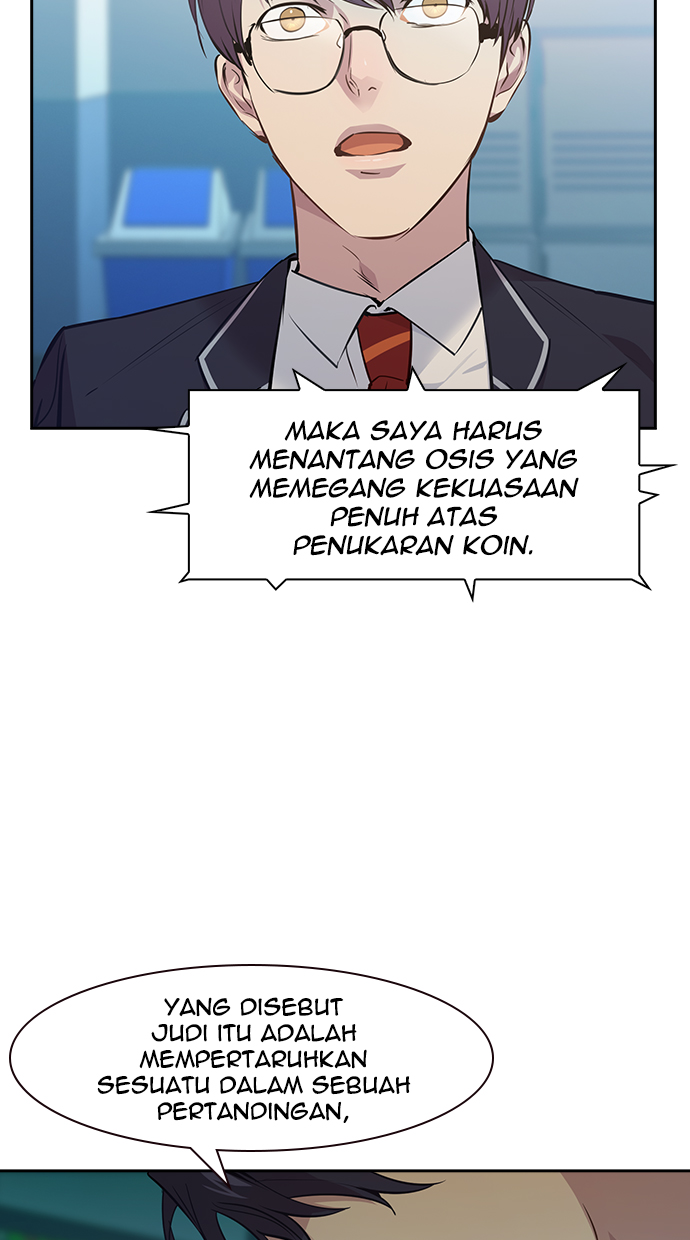 MAKA SAYA HARUS
MENANTANG OSIS YANG
MEMEGANG KEKUASAAN
PENUH ATAS
PENUKARAN KOIN.
YANG DISEBUT
JUDI ITU ADALAH
MEMPERTARUHKAN
SESUATU DALAM SEBUAH
PERTANDINGAN,